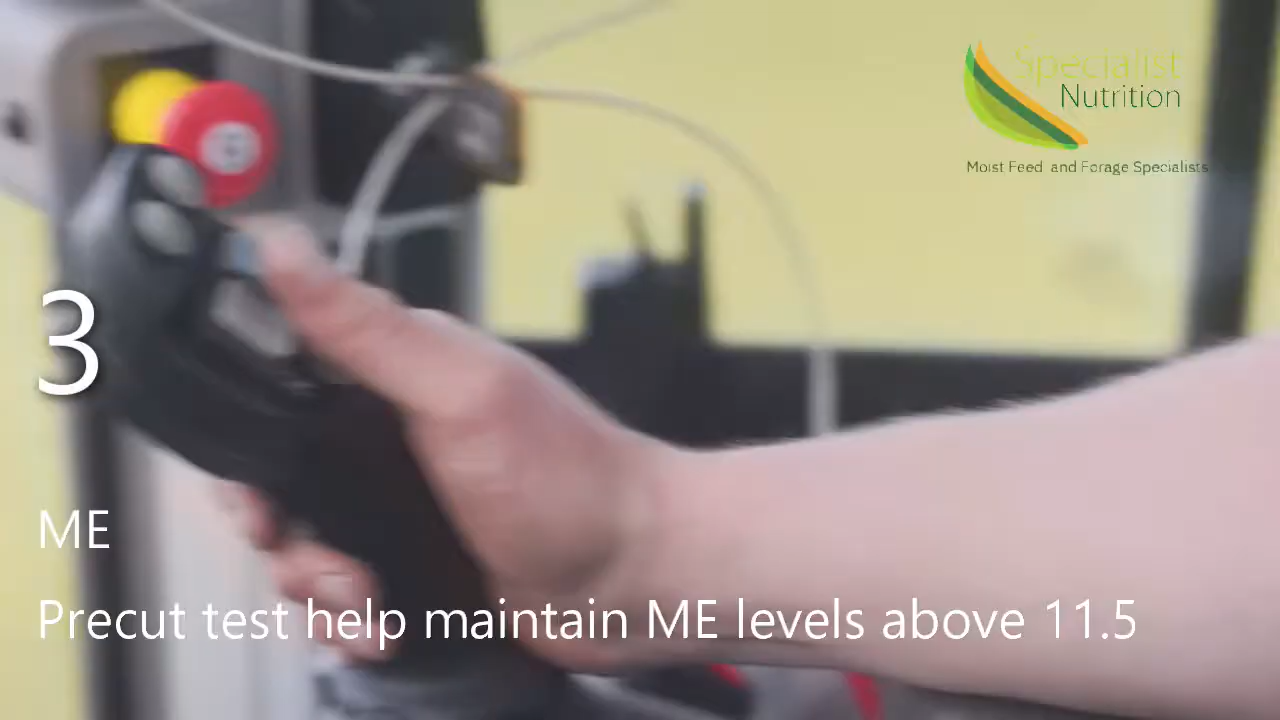 Specialist
Nutrition
Moist Feed and Forage Specialists
3
ME
Precut test help maintain ME levels above 11.5